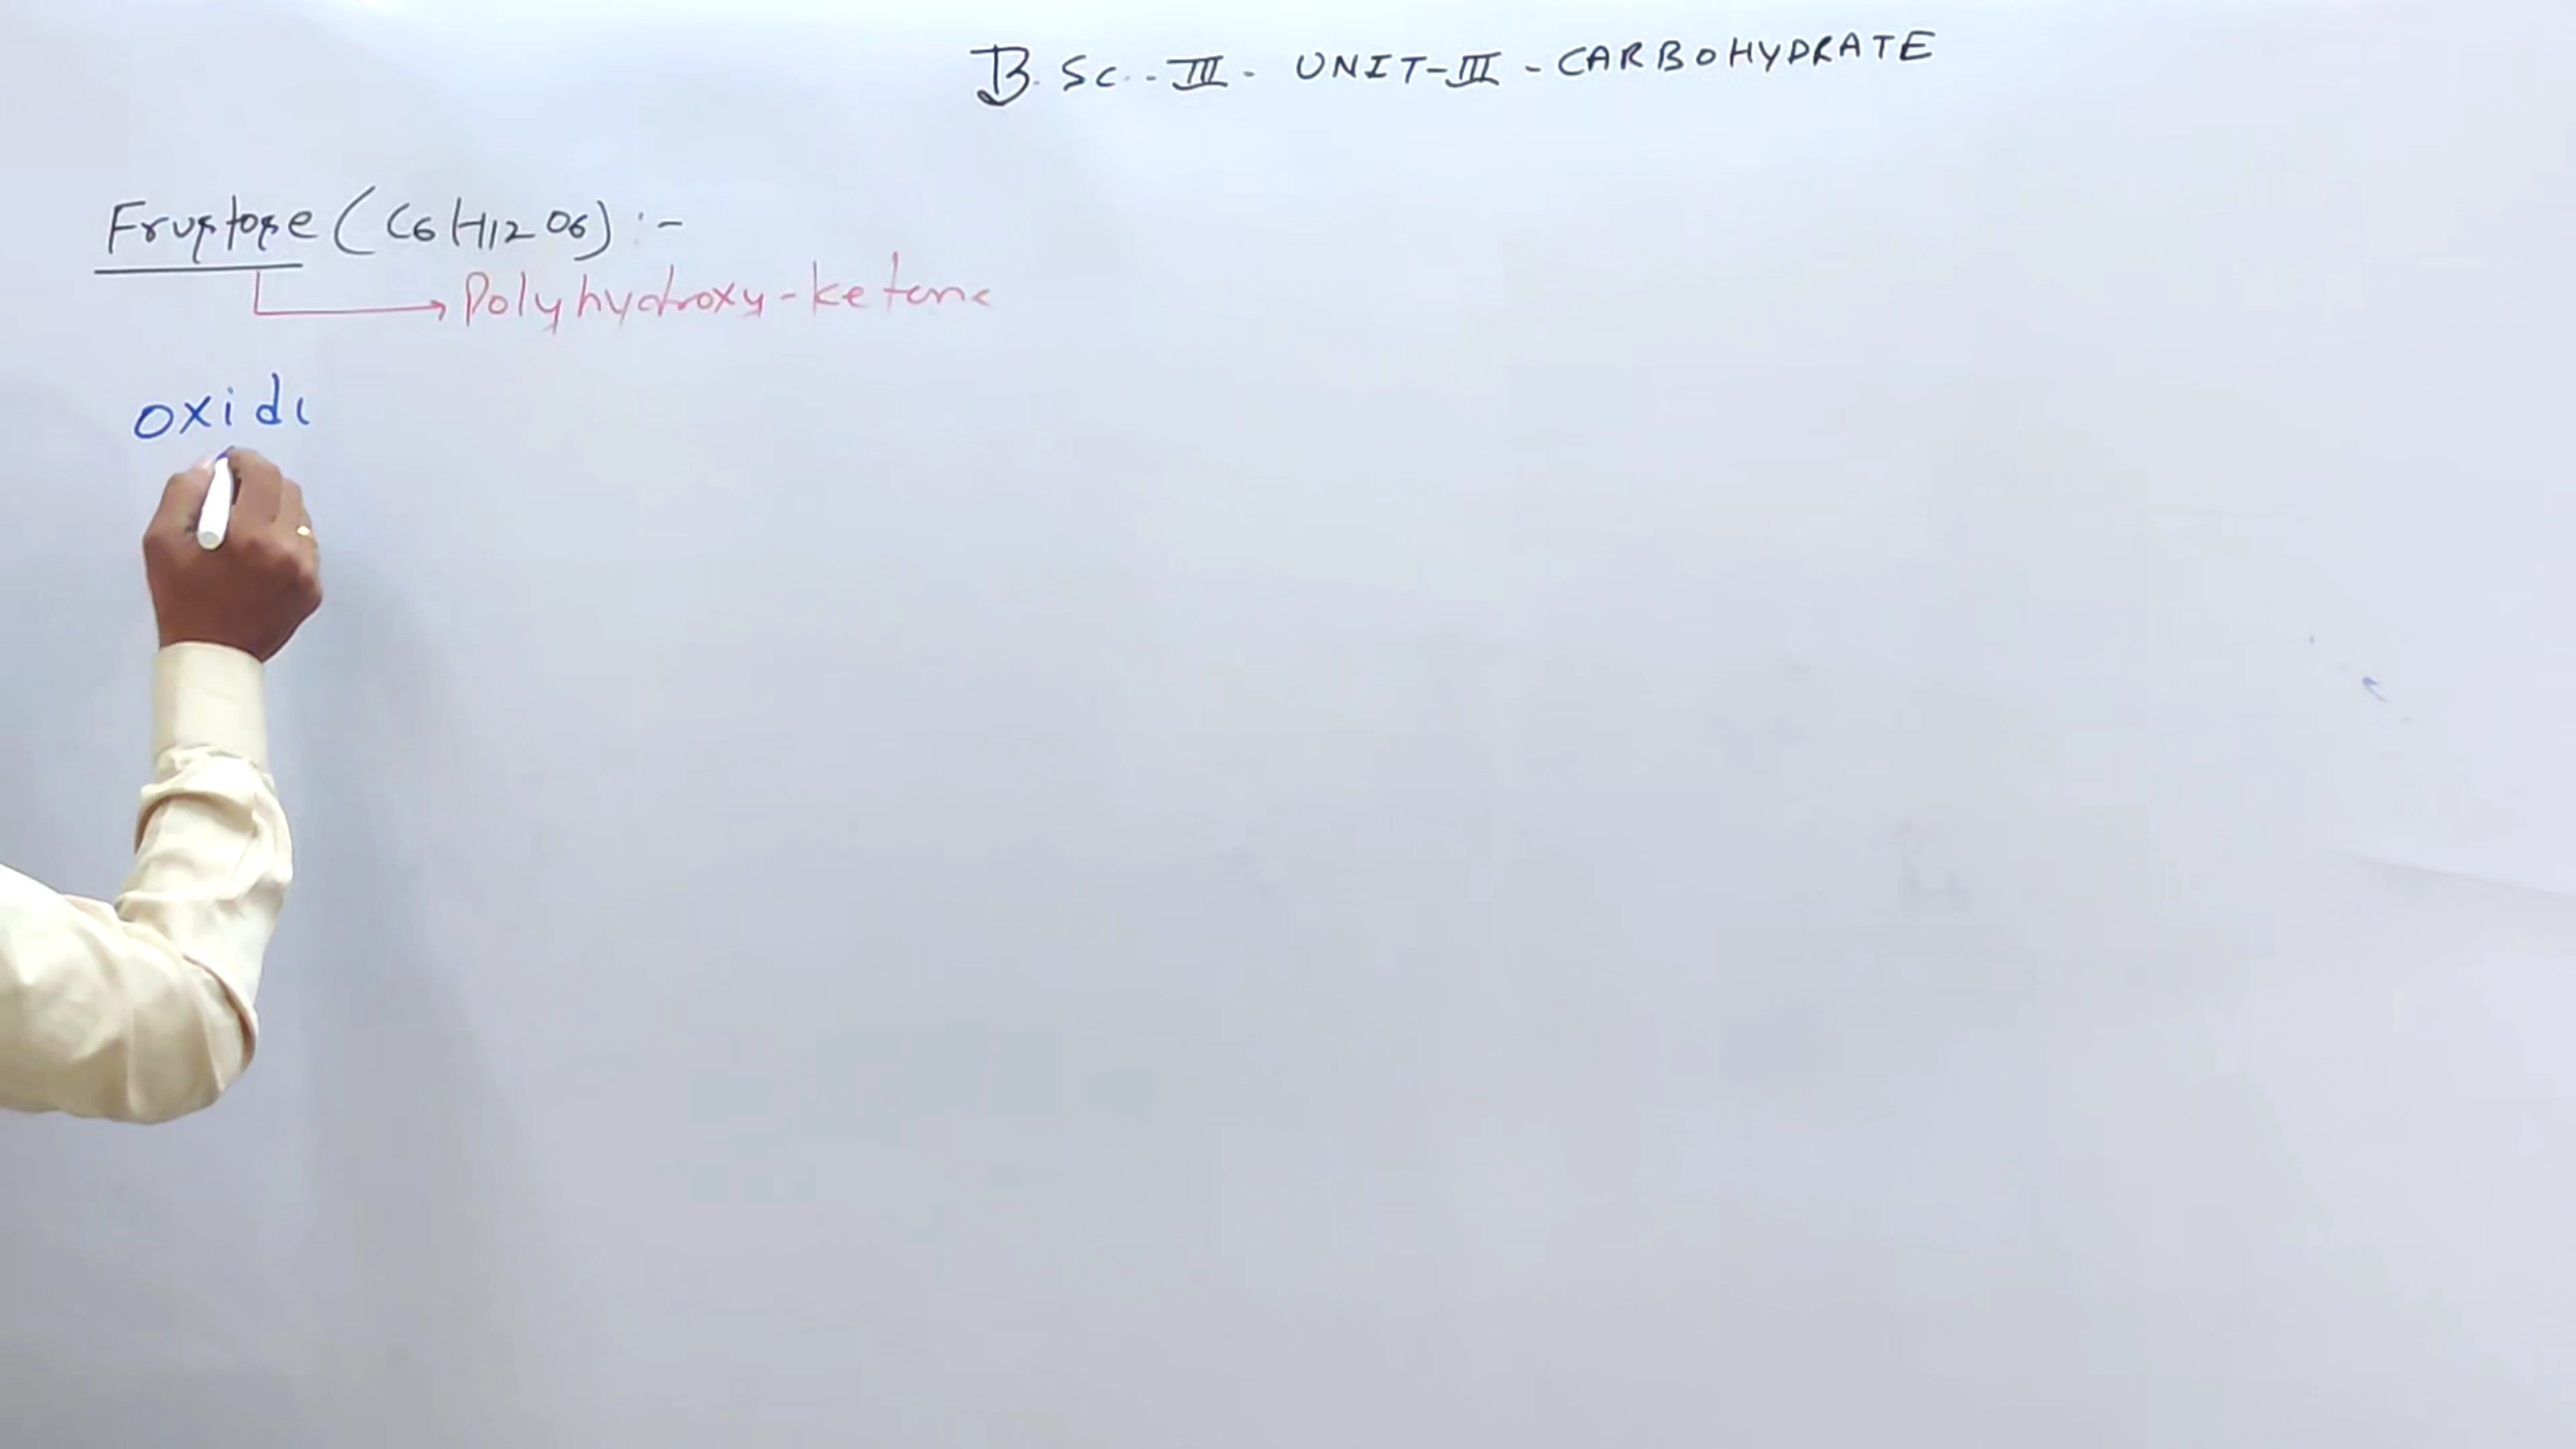 B.Sc.-III- UNIT-III-CARBOHYDRATE
Fructose (C6H12O6):-
Polyhydroxy-ketone
oxid